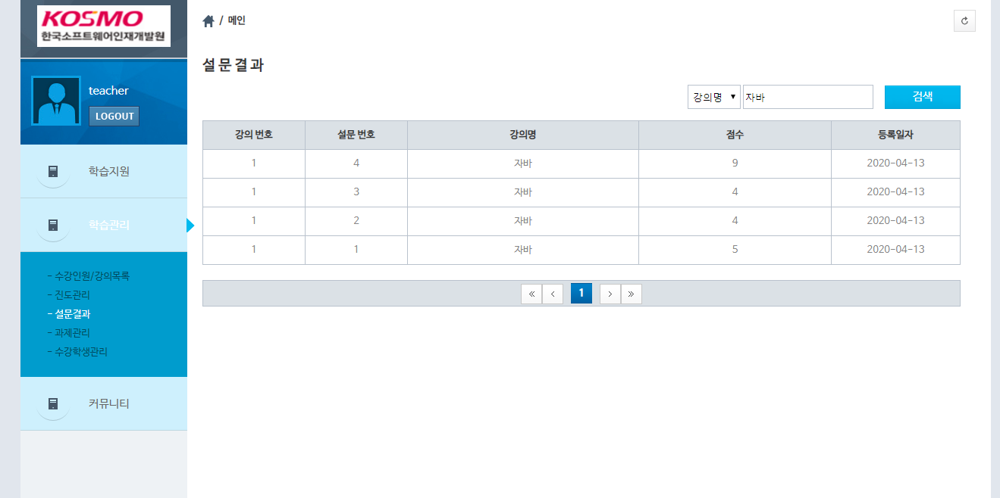 KOSMO
한국소프트웨어인재개발원
teacher
LOGOUT
학습지원
학습관리
- 수강인원/강의목록
- 진도관리
- 설문결과
- 과제관리
- 수강학생관리
커뮤니티
/ 메인
설문결과
강의명 자바 검색
강의 번호 설문 번호 강의명 점수 등록일자
1 4 자바 9 2020-04-13
1 3 자바 4 2020-04-13
1 2 자바 4 2020-04-13
1 1 자바 5 2020-04-13
« ‹ 1 › »